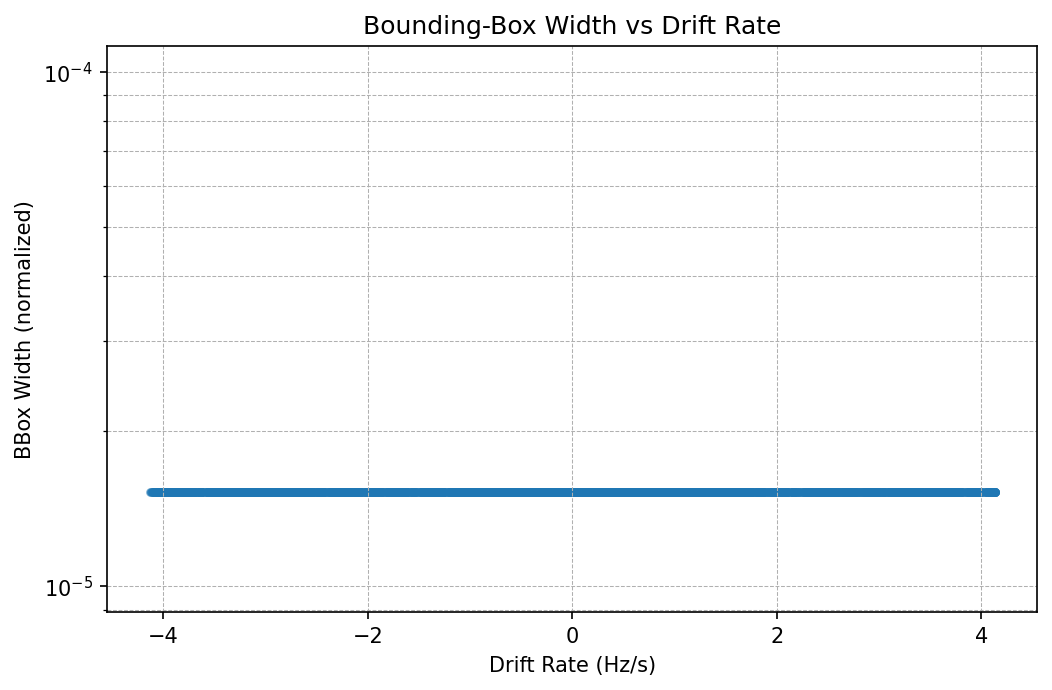 Bounding-Box Width vs Drift Rate
BBox Width (normalized)
10⁻⁴
10⁻⁵
−4 −2 0 2 4
Drift Rate (Hz/s)